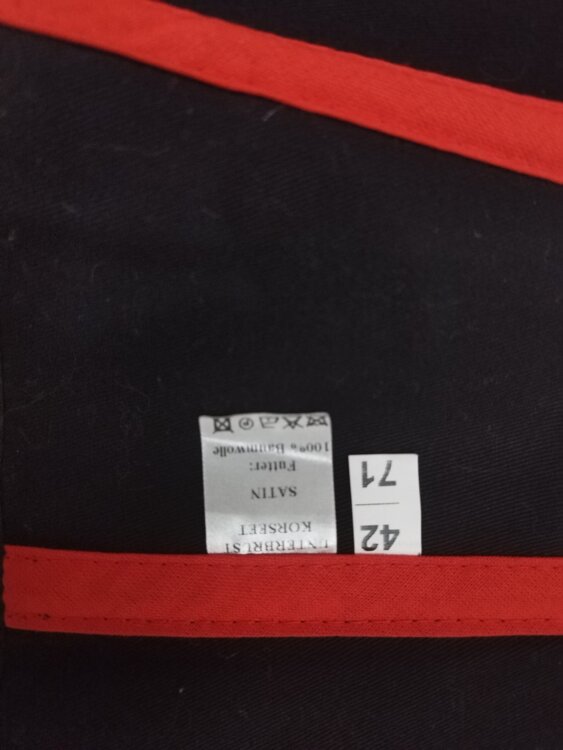 UNTERBRUST
KORSETT
SATIN
Futter:
100% Baumwolle
42
71